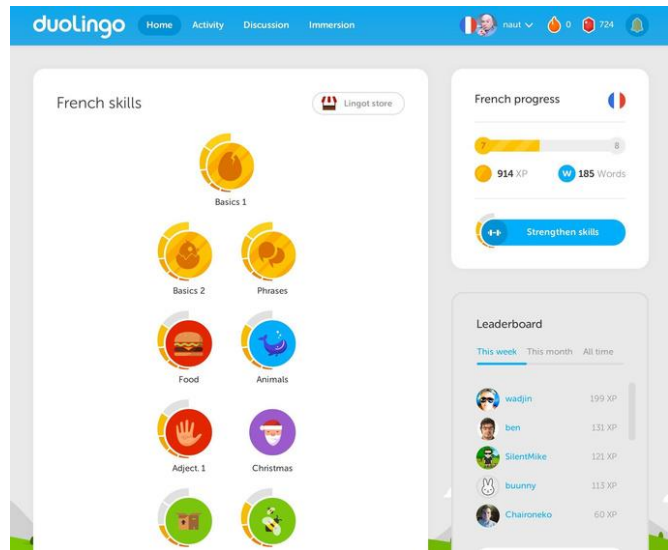 duolingo Home Activity Discussion Immersion naut 0 724
French skills
Lingot store
Basics 1
Basics 2 Phrases
Food Animals
Adject. 1 Christmas
French progress
7 8
914 XP W 185 Words
Strengthen skills
Leaderboard
This week This month All time
wadjin 199 XP
ben 131 XP
SilentMike 121 XP
buunny 113 XP
Chaironeko 60 XP